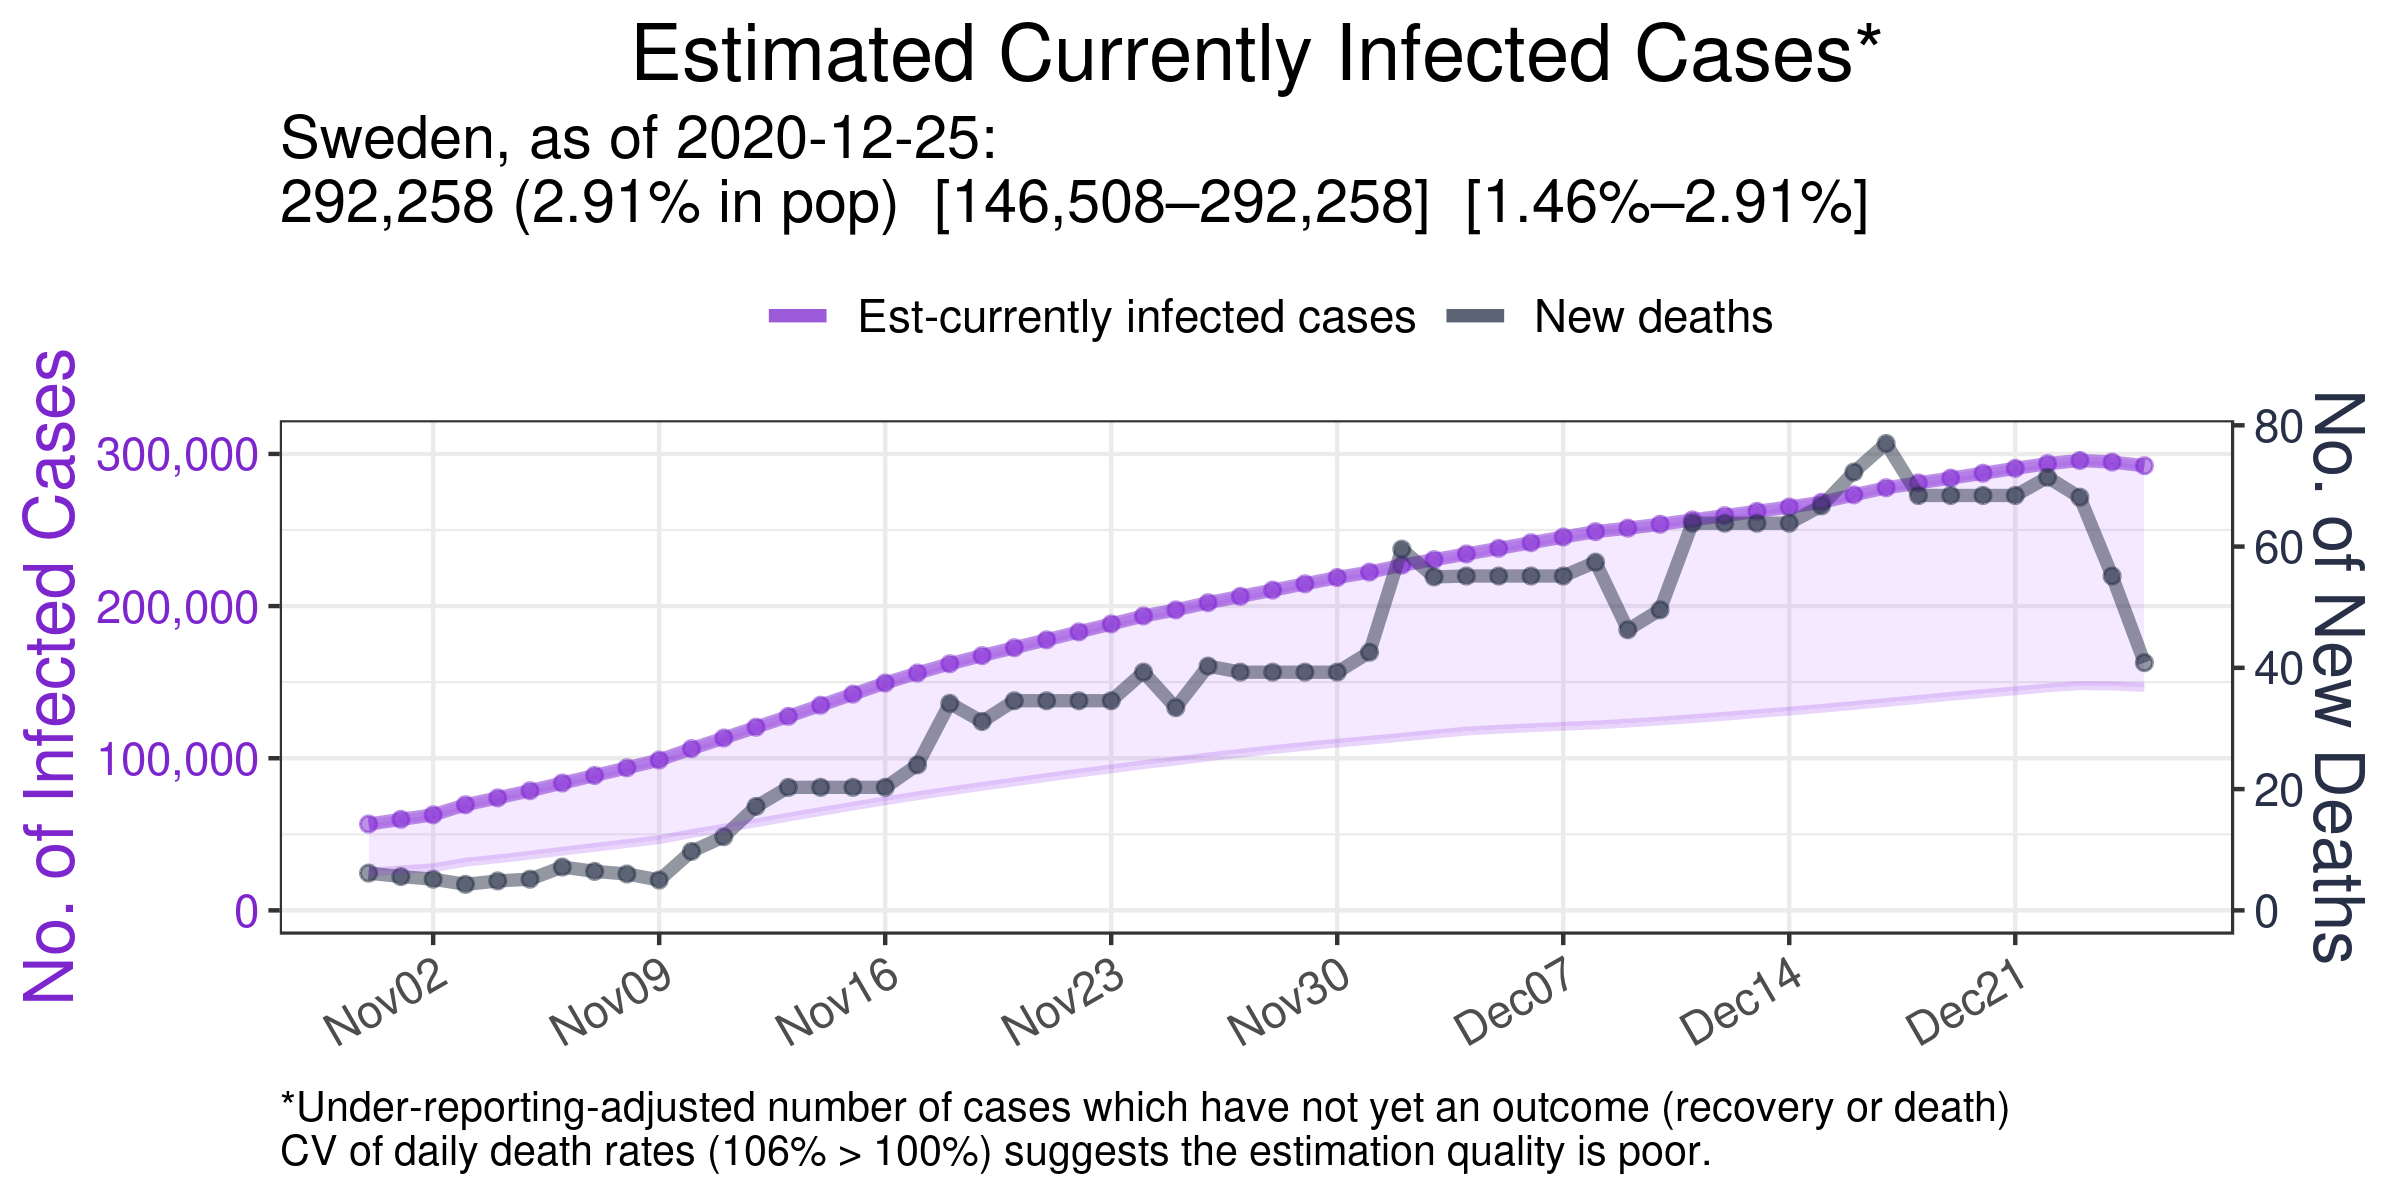 Estimated Currently Infected Cases*
Sweden, as of 2020-12-25:
292,258 (2.91% in pop)  [146,508–292,258]  [1.46%–2.91%]
Est-currently infected cases
New deaths
No. of Infected Cases
300,000
200,000
100,000
0
80
60
40
20
0
No. of New Deaths
Nov02
Nov09
Nov16
Nov23
Nov30
Dec07
Dec14
Dec21
*Under-reporting-adjusted number of cases which have not yet an outcome (recovery or death)
CV of daily death rates (106% > 100%) suggests the estimation quality is poor.